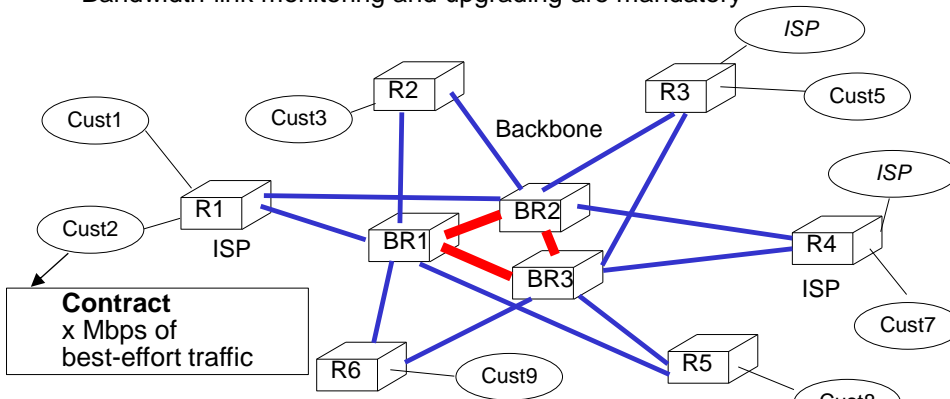 Bandwidth link monitoring and upgrading are mandatory
ISP
R2
R3
Cust1
Cust3
Cust5
Backbone
ISP
R1
BR2
Cust2
ISP
BR1
R4
BR3
ISP
Contract
x Mbps of
best-effort traffic
Cust7
R6
Cust9
R5
Cust8